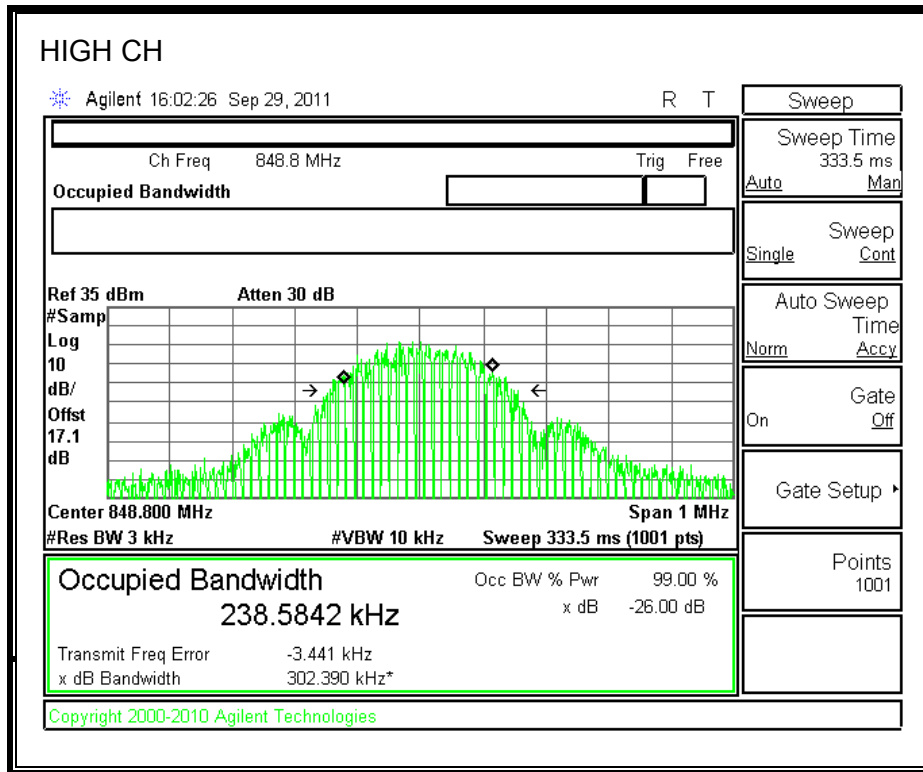 HIGH CH
Agilent 16:02:26 Sep 29, 2011 R T
Ch Freq 848.8 MHz Trig Free
Occupied Bandwidth
Ref 35 dBm Atten 30 dB
#Samp
Log
10
dB/
Offst
17.1
dB
Center 848.800 MHz Span 1 MHz
#Res BW 3 kHz #VBW 10 kHz Sweep 333.5 ms (1001 pts)
Occupied Bandwidth Occ BW % Pwr 99.00 %
238.5842 kHz x dB -26.00 dB
Transmit Freq Error -3.441 kHz
x dB Bandwidth 302.390 kHz*
Copyright 2000-2010 Agilent Technologies
Sweep
Sweep Time
333.5 ms
Auto Man
Sweep
Single Cont
Auto Sweep
Time
Norm Accy
Gate
On Off
Gate Setup
Points
1001